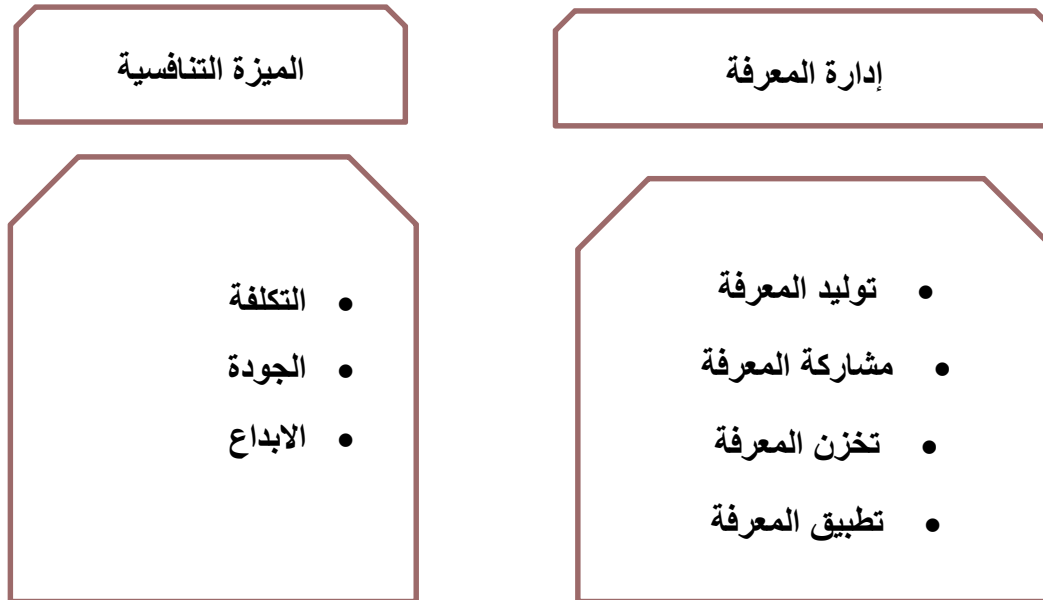 إدارة المعرفة
الميزة التنافسية
• توليد المعرفة
• مشاركة المعرفة
• تخزن المعرفة
• تطبيق المعرفة
• التكلفة
• الجودة
• الابداع